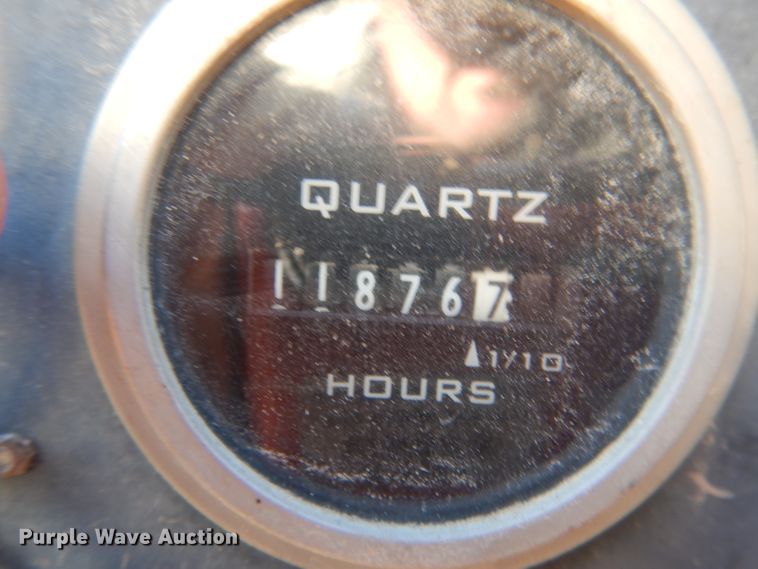 QUARTZ
118767
1/10
HOURS
Purple Wave Auction